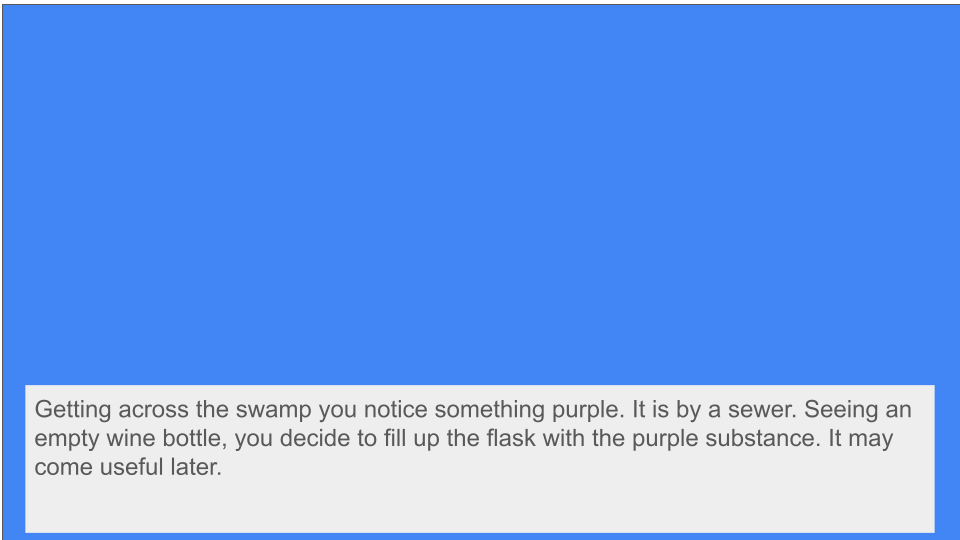 Getting across the swamp you notice something purple. It is by a sewer. Seeing an
empty wine bottle, you decide to fill up the flask with the purple substance. It may
come useful later.